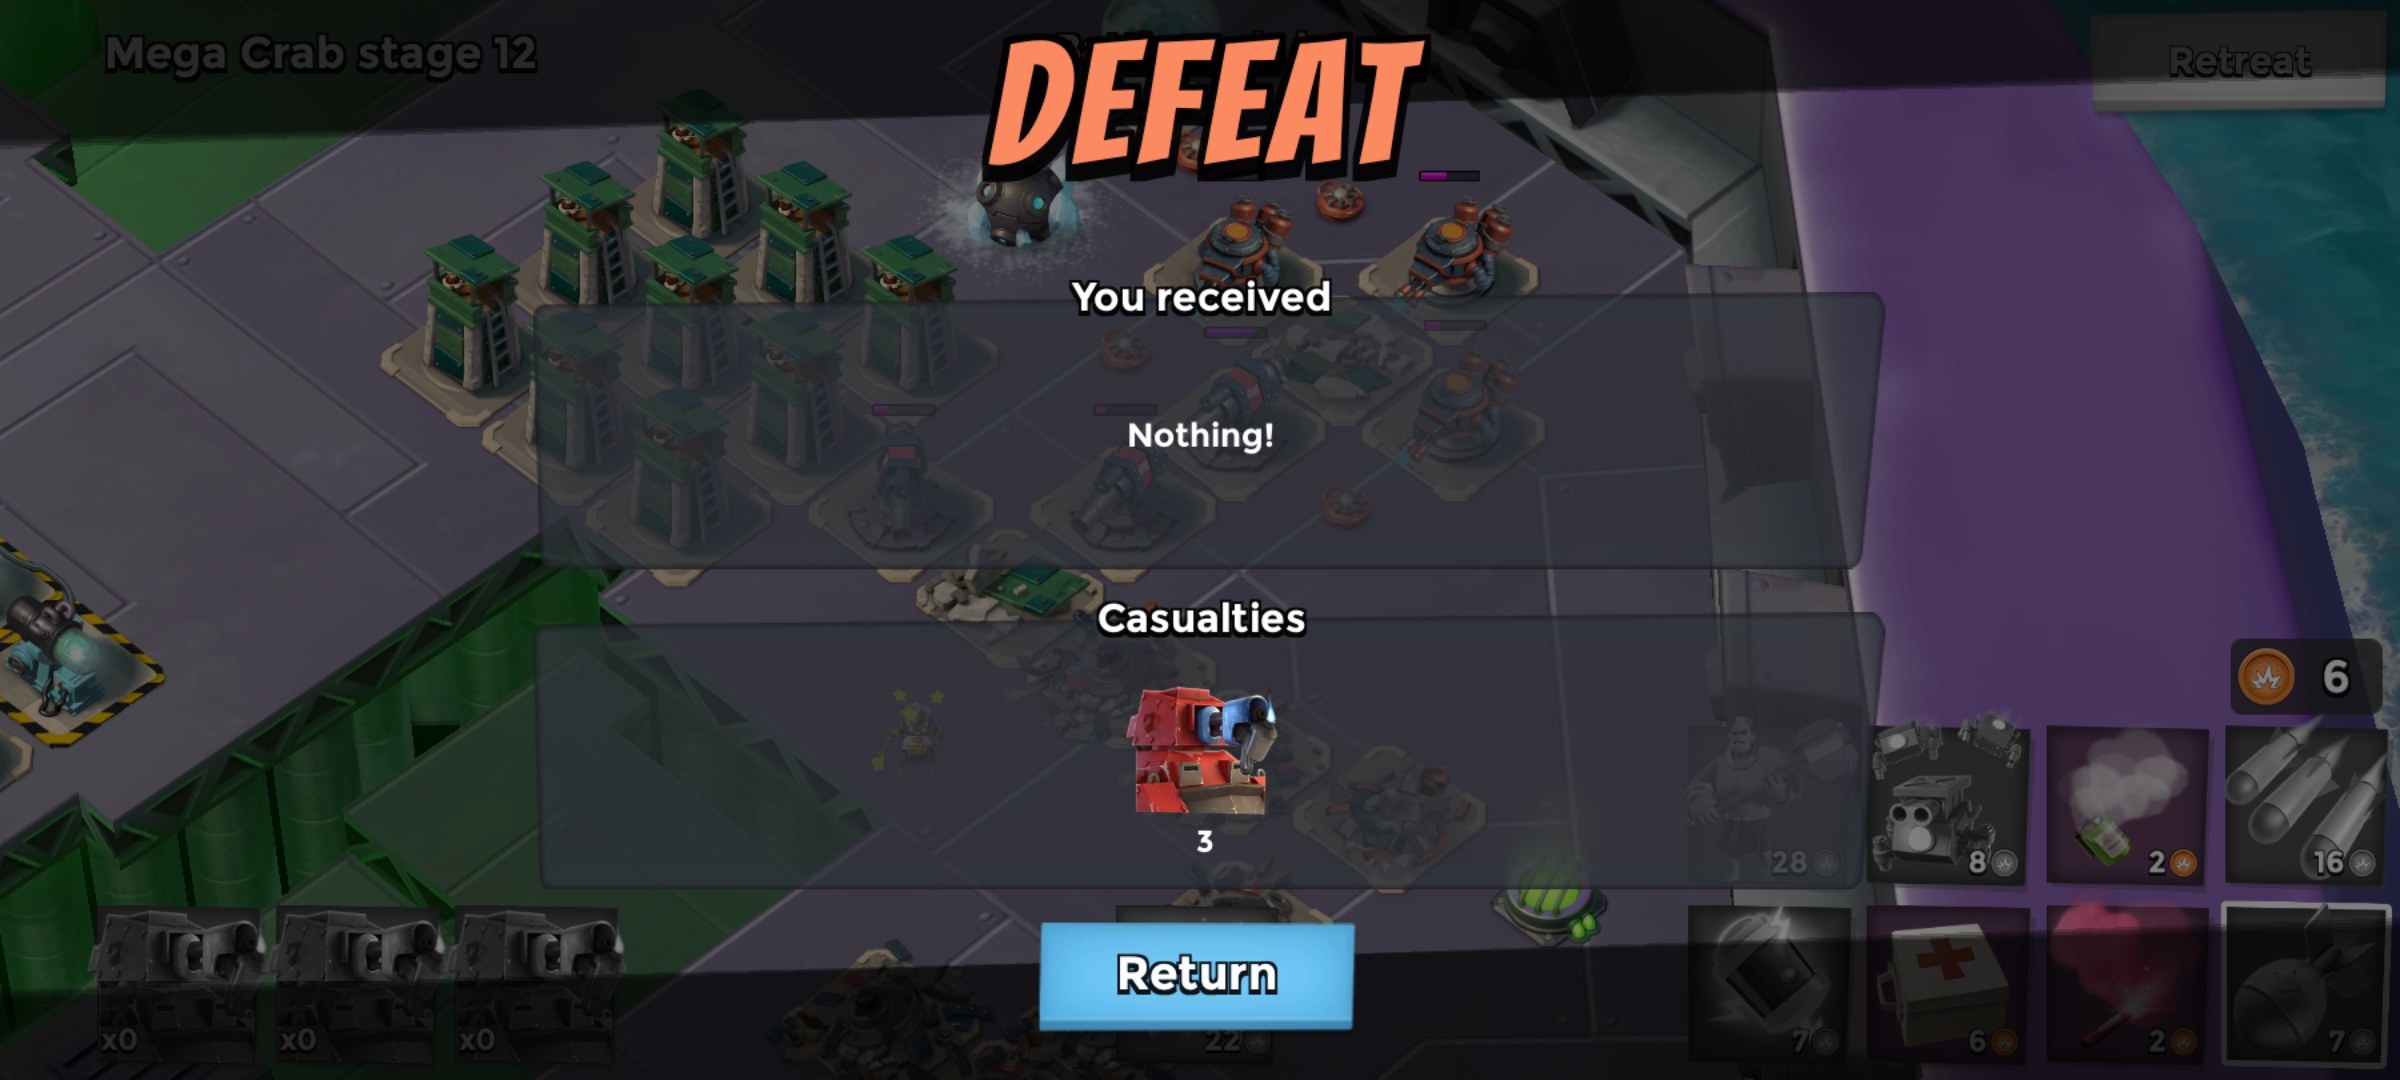 Mega Crab stage 12
DEFEAT
Retreat
You received
Nothing!
Casualties
3
6
28
8
2
16
Return
x0
x0
x0
22
7
6
2
7